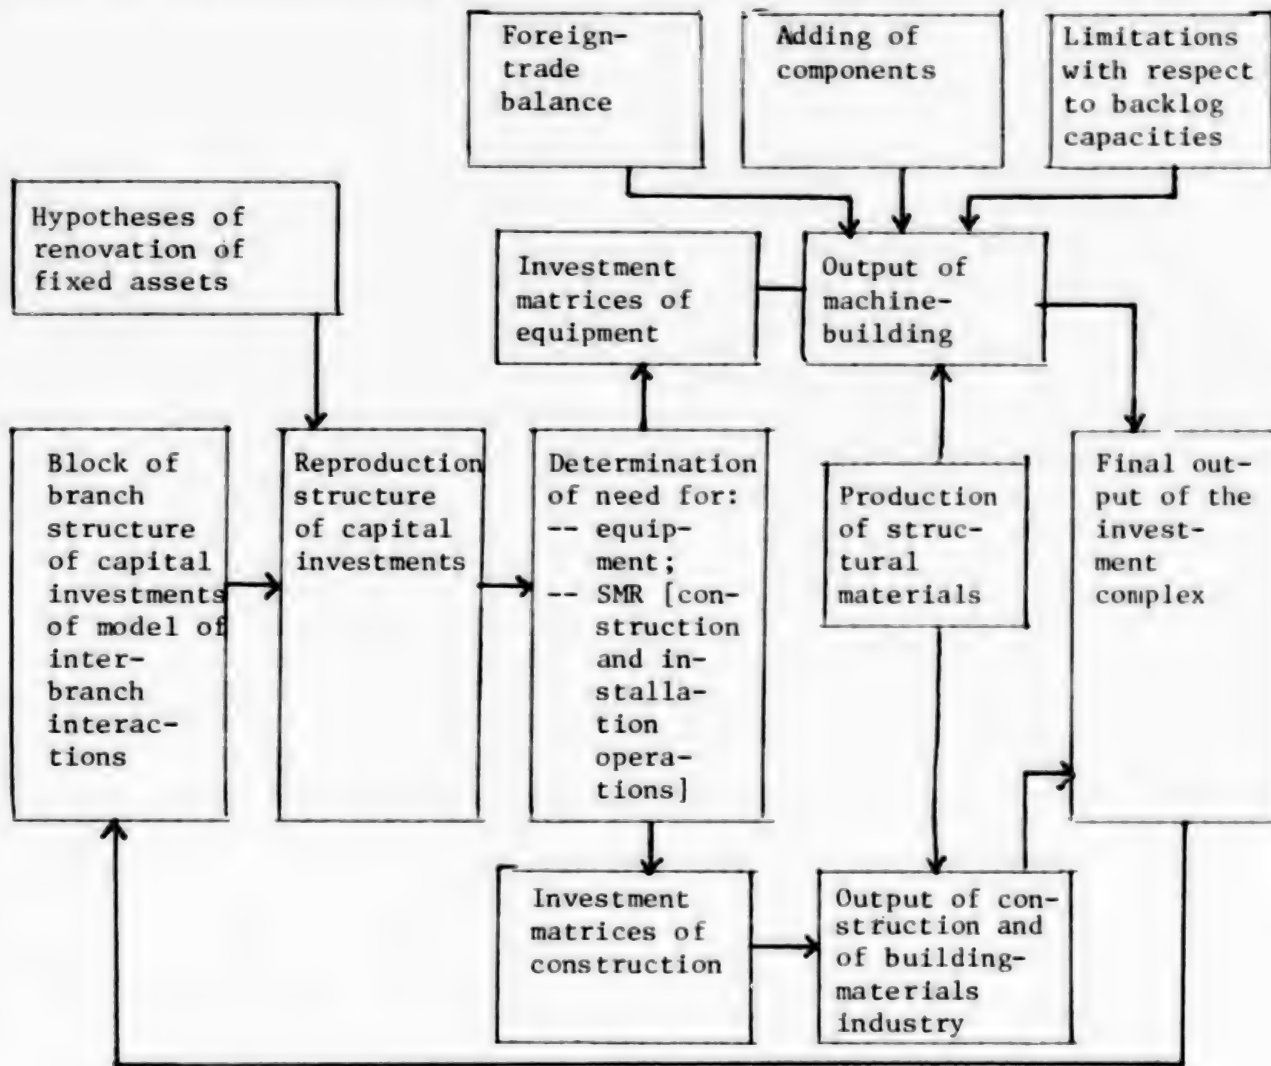 Foreign-
trade
balance
Adding of
components
Limitations
with respect
to backlog
capacities
Hypotheses of
renovation of
fixed assets
Investment
matrices of
equipment
Output of
machine-
building
Block of
branch
structure
of capital
investments
of model of
inter-
branch
interac-
tions
Reproduction
structure
of capital
investments
Determination
of need for:
-- equip-
ment;
-- SMR [con-
struction
and in-
stalla-
tion
opera-
tions]
Production
of struc-
tural
materials
Final out-
put of the
invest-
ment
complex
Investment
matrices of
construction
Output of con-
struction and
of building-
materials
industry